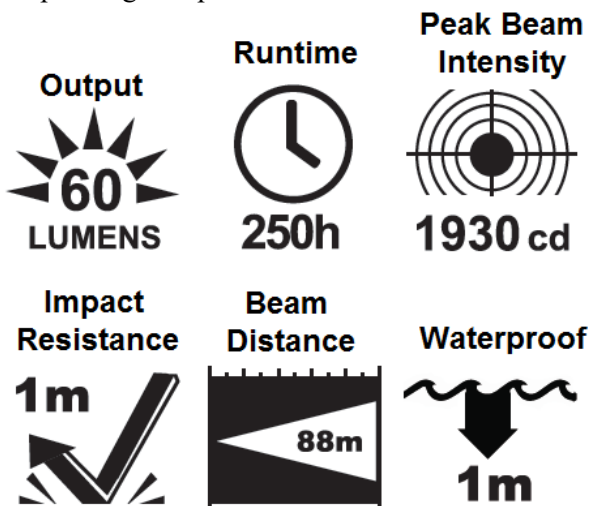 Output
60
LUMENS
Runtime
250h
Peak Beam
Intensity
1930 cd
Impact
Resistance
1m
Beam
Distance
88m
Waterproof
1m